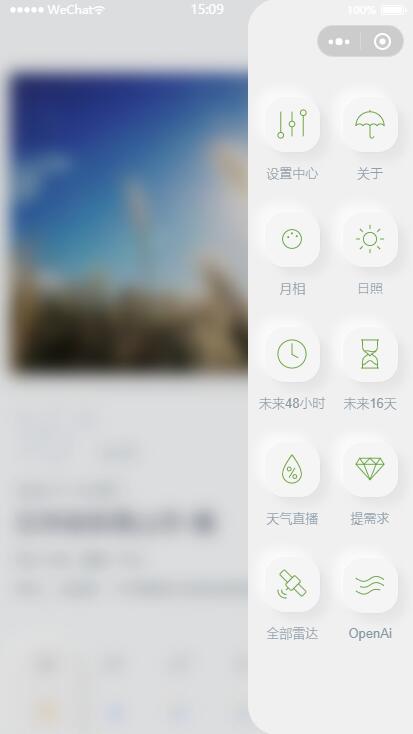 WeChat 15:09 100%
设置中心 关于
月相 日照
未来48小时 未来16天
天气直播 提需求
全部雷达 OpenAi